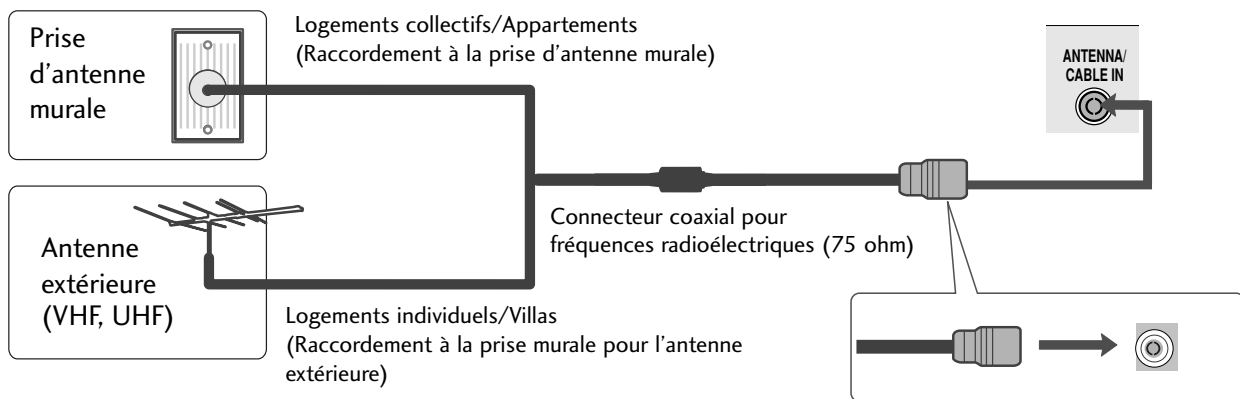 Prise
d'antenne
murale
Logements collectifs/Appartements
(Raccordement à la prise d'antenne murale)
ANTENNA/
CABLE IN
Antenne
extérieure
(VHF, UHF)
Connecteur coaxial pour
fréquences radioélectriques (75 ohm)
Logements individuels/Villas
(Raccordement à la prise murale pour l'antenne
extérieure)